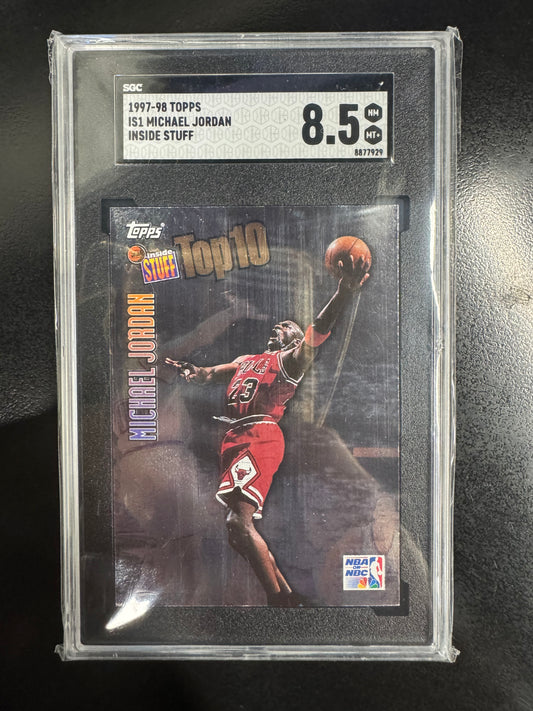 SGC
1997-98 TOPPS
IS1 MICHAEL JORDAN
INSIDE STUFF
8.5
NM
MT+
8877929
Topps
inside
STUFF
Top10
MICHAEL JORDAN
23
NBA
ON
NBC